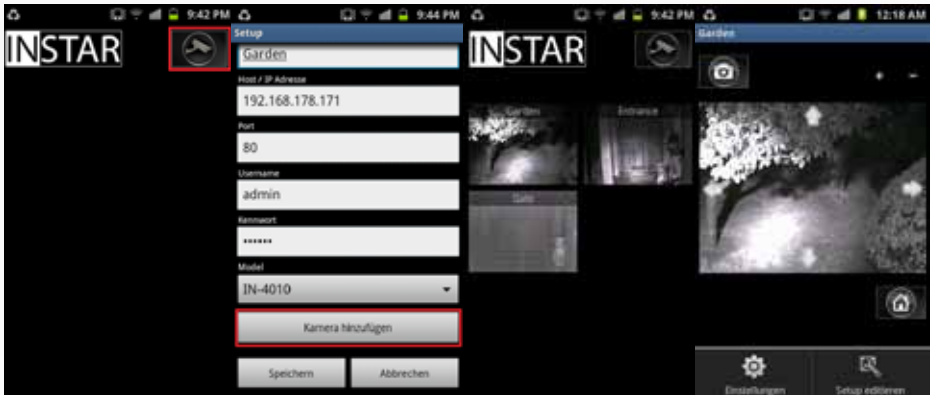 9:42 PM
INSTAR
9:44 PM
Setup
Garden
Host / IP Adresse
192.168.178.171
Port
80
Username
admin
Kennwort
••••••
Model
IN-4010
Kamera hinzufügen
Speichern
Abbrechen
9:42 PM
INSTAR
Garden
Entrance
12:18 AM
Garden
+ -
Einstellungen
Setup editieren